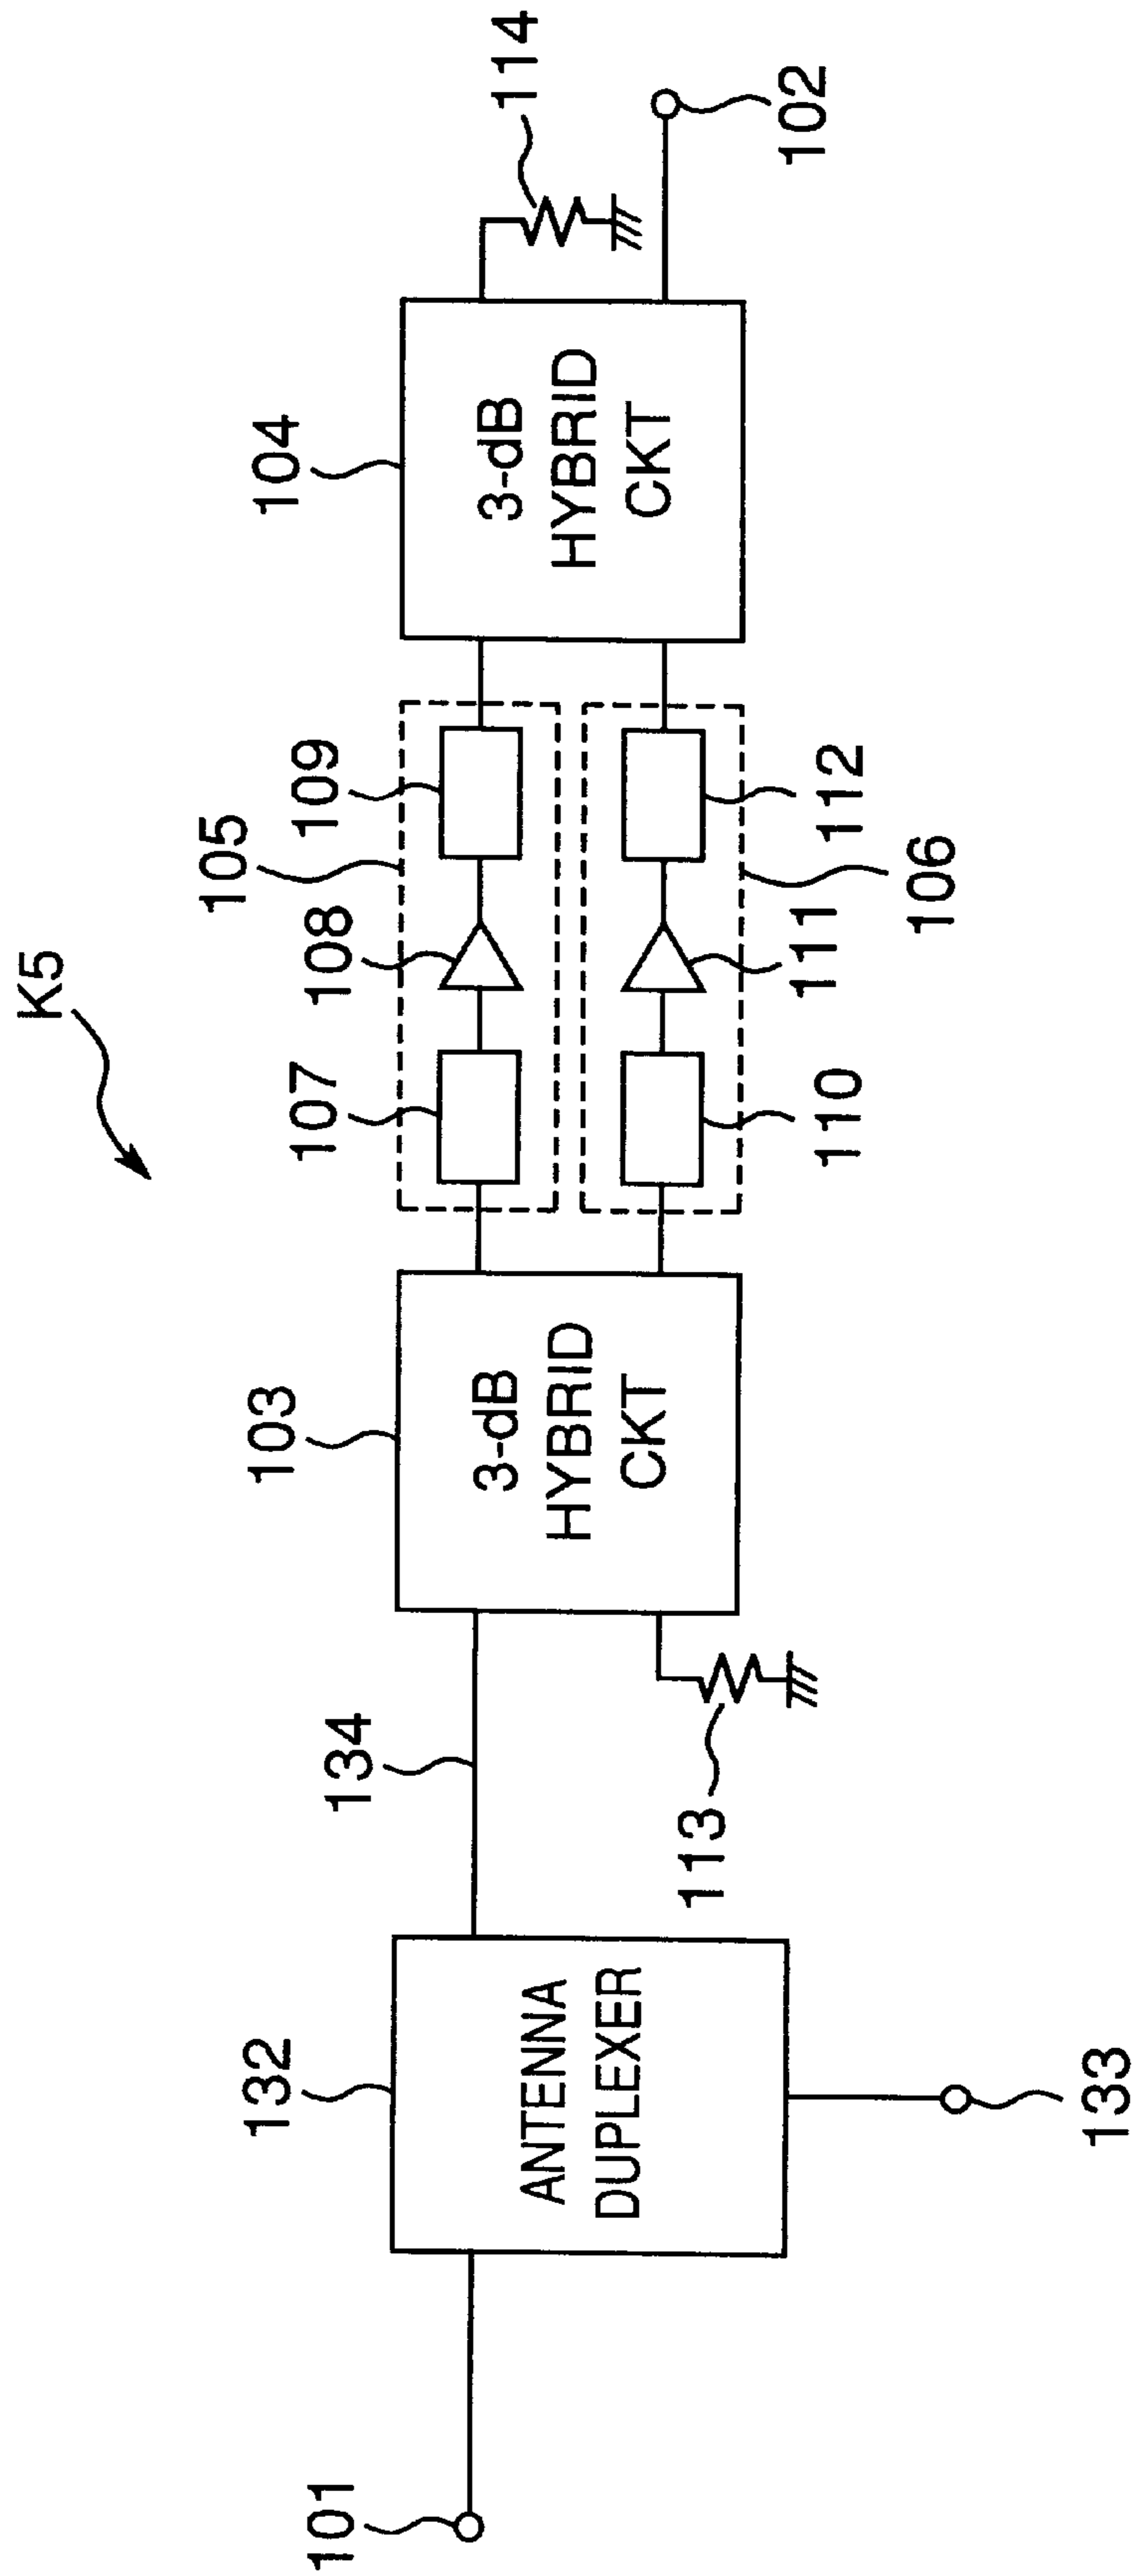 K5
101
132
ANTENNA
DUPLEXER
133
134
113
103
3-dB
HYBRID
CKT
105
107
108
109
110
111
112
106
104
3-dB
HYBRID
CKT
114
102